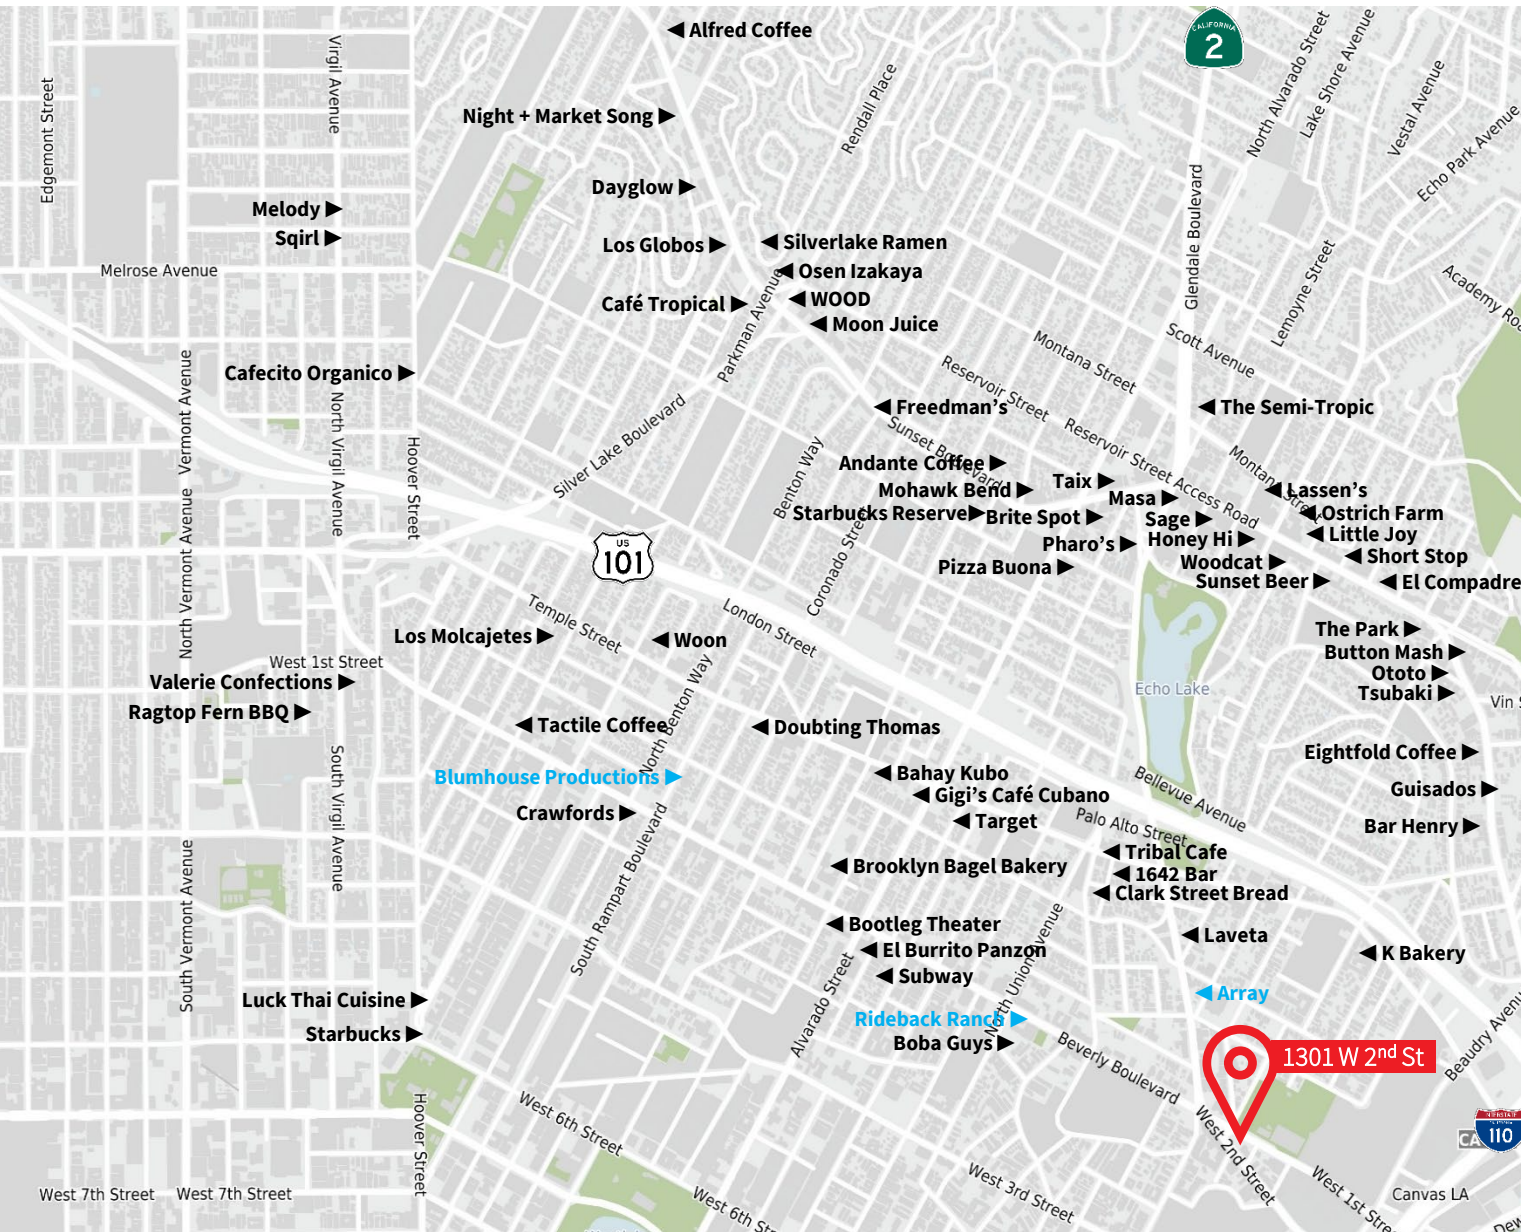 ◀ Alfred Coffee
CALIFORNIA
2
Virgil Avenue
Edgemont Street
Rendall Place
North Alvarado Street
Lake Shore Avenue
Vestal Avenue
Echo Park Avenue
Night + Market Song ▶
Dayglow ▶
Melody ▶
Sqirl ▶
Los Globos ▶
◀ Silverlake Ramen
◀ Osen Izakaya
Melrose Avenue
Café Tropical ▶
◀ WOOD
◀ Moon Juice
Glendale Boulevard
Lemoyne Street
Parkman Avenue
Scott Avenue
Montana Street
Reservoir Street
Cafecito Organico ▶
Vermont Avenue
North Virgil Avenue
Hoover Street
Silver Lake Boulevard
◀ Freedman's
◀ The Semi-Tropic
Sunset Boulevard
Reservoir Street Access Road
Montana Street
Benton Way
Andante Coffee ▶
Taix ▶
Mohawk Bend ▶
Masa ▶
◀ Lassen's
Starbucks Reserve ▶
Brite Spot ▶
Sage ▶
◀ Ostrich Farm
Honey Hi ▶
◀ Little Joy
Pharo's ▶
◀ Short Stop
Woodcat ▶
Pizza Buona ▶
Sunset Beer ▶
◀ El Compadre
US
101
North Vermont Avenue
Coronado Street
London Street
Temple Street
Los Molcajetes ▶
◀ Woon
The Park ▶
Button Mash ▶
Ototo ▶
Tsubaki ▶
West 1st Street
Valerie Confections ▶
Ragtop Fern BBQ ▶
Echo Lake
◀ Tactile Coffee
◀ Doubting Thomas
North Benton Way
Eightfold Coffee ▶
Blumhouse Productions ▶
◀ Bahay Kubo
Bellevue Avenue
Guisados ▶
◀ Gigi's Café Cubano
Crawfords ▶
◀ Target
Palo Alto Street
Bar Henry ▶
South Virgil Avenue
South Rampart Boulevard
South Vermont Avenue
◀ Tribal Cafe
◀ Brooklyn Bagel Bakery
◀ 1642 Bar
◀ Clark Street Bread
◀ Bootleg Theater
◀ Laveta
◀ El Burrito Panzon
◀ K Bakery
◀ Subway
North Union Avenue
Alvarado Street
Luck Thai Cuisine ▶
◀ Array
Rideback Ranch ▶
Starbucks ▶
Boba Guys ▶
Beverly Boulevard
1301 W 2nd St
Hoover Street
West 6th Street
West 2nd Street
INTERSTATE
CALIFORNIA
110
CA
West 3rd Street
West 1st Stre
West 7th Street
West 7th Street
West 6th St
Canvas LA
Academy Roa
Vin S
Beaudry Avenu
Dew